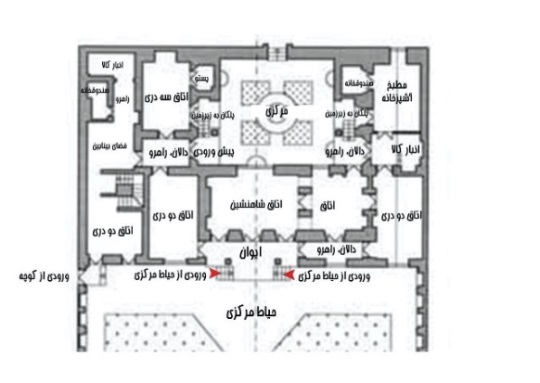 انبار کالا
صندوقخانه
راهرو
اتاق سه دری
پستو
پلکان به زیرزمین
مرکزی
صندوقخانه
مطبخ
آشپزخانه
پلکان به زیرزمین
فضای بینابین
دالان، راهرو
پیش ورودی
دالان، راهرو
انبار کالا
اتاق دو دری
اتاق دو دری
اتاق شاهنشین
اتاق
اتاق دو دری
ایوان
دالان، راهرو
ورودی از کوچه
ورودی از حیاط مرکزی
ورودی از حیاط مرکزی
حیاط مرکزی